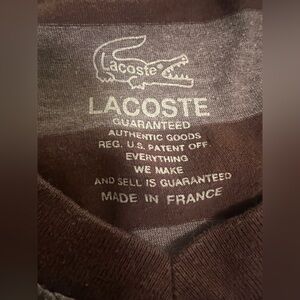 Lacoste
LACOSTE
GUARANTEED
AUTHENTIC GOODS
REG. U.S. PATENT OFF.
EVERYTHING
WE MAKE
AND SELL IS GUARANTEED
MADE IN FRANCE